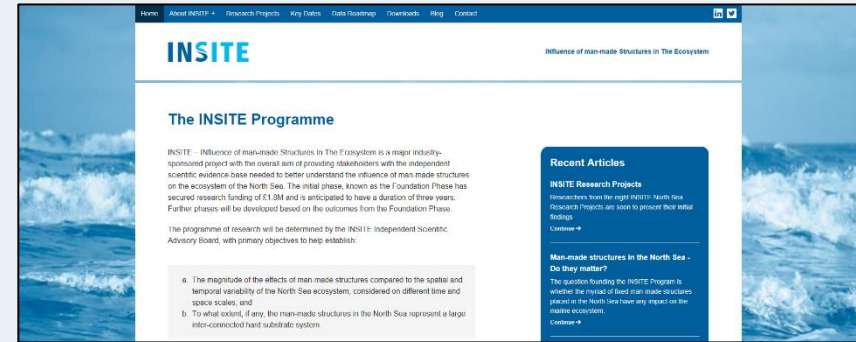 Home About INSITE + Research Projects Key Dates Data Roadmap Downloads Blog Contact
in
INSITE
INfluence of man-made Structures In The Ecosystem
The INSITE Programme
INSITE – INfluence of man-made Structures In The Ecosystem is a major industry-
sponsored project with the overall aim of providing stakeholders with the independent
scientific evidence-base needed to better understand the influence of man-made structures
on the ecosystem of the North Sea. The initial phase, known as the Foundation Phase has
secured research funding of £1.8M and is anticipated to have a duration of three years.
Further phases will be developed based on the outcomes from the Foundation Phase.
The programme of research will be determined by the INSITE Independent Scientific
Advisory Board, with primary objectives to help establish:
a. The magnitude of the effects of man made structures compared to the spatial and
temporal variability of the North Sea ecosystem, considered on different time and
space scales, and
b. To what extent, if any, the man-made structures in the North Sea represent a large
inter-connected hard substrate system.
Recent Articles
INSITE Research Projects
Researchers from the eight INSITE North Sea
Research Projects are soon to present their initial
findings
Continue →
Man-made structures in the North Sea -
Do they matter?
The question founding the INSITE Program is
whether the myriad of fixed man made structures
placed in the North Sea have any impact on the
marine ecosystem.
Continue →